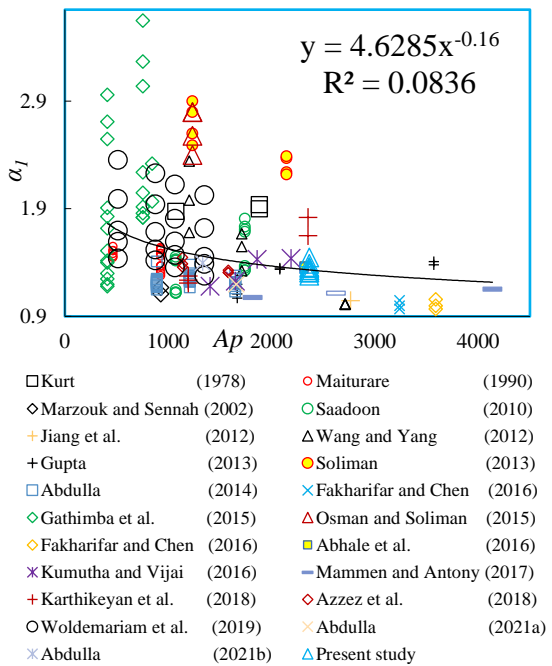 y = 4.6285x^-0.16
R² = 0.0836
2.9
1.9
0.9
α1
0 1000 Ap 2000 3000 4000
Kurt (1978) Maiturare (1990)
Marzouk and Sennah (2002) Saadoon (2010)
Jiang et al. (2012) Wang and Yang (2012)
Gupta (2013) Soliman (2013)
Abdulla (2014) Fakharifar and Chen (2016)
Gathimba et al. (2015) Osman and Soliman (2015)
Fakharifar and Chen (2016) Abhale et al. (2016)
Kumutha and Vijai (2016) Mammen and Antony (2017)
Karthikeyan et al. (2018) Azzez et al. (2018)
Woldemariam et al. (2019) Abdulla (2021a)
Abdulla (2021b) Present study